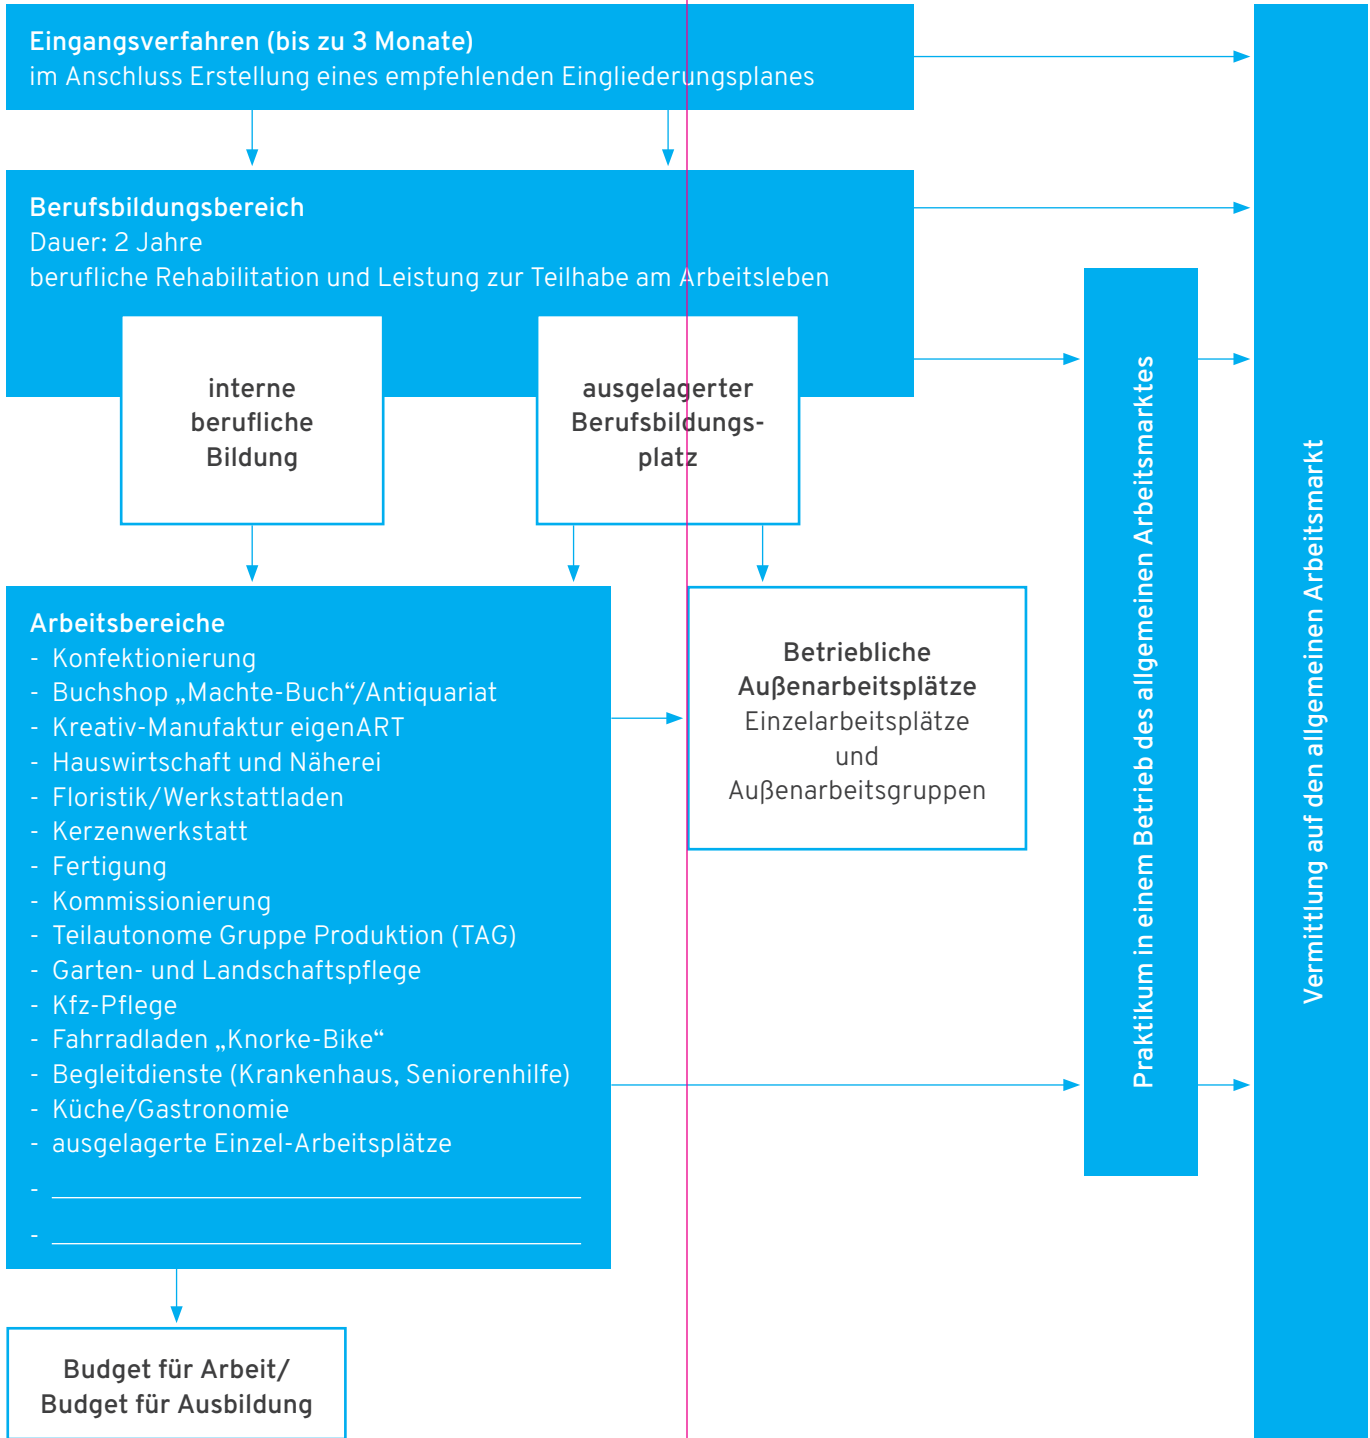 Eingangsverfahren (bis zu 3 Monate)
im Anschluss Erstellung eines empfehlenden Eingliederungsplanes
Berufsbildungsbereich
Dauer: 2 Jahre
berufliche Rehabilitation und Leistung zur Teilhabe am Arbeitsleben
interne
berufliche
Bildung
ausgelagerter
Berufsbildungs-
platz
Arbeitsbereiche
- Konfektionierung
- Buchshop „Machte-Buch“/Antiquariat
- Kreativ-Manufaktur eigenART
- Hauswirtschaft und Näherei
- Floristik/Werkstattladen
- Kerzenwerkstatt
- Fertigung
- Kommissionierung
- Teilautonome Gruppe Produktion (TAG)
- Garten- und Landschaftspflege
- Kfz-Pflege
- Fahrradladen „Knorke-Bike“
- Begleitdienste (Krankenhaus, Seniorenhilfe)
- Küche/Gastronomie
- ausgelagerte Einzel-Arbeitsplätze
- ______________________________
- ______________________________
Betriebliche
Außenarbeitsplätze
Einzelarbeitsplätze
und
Außenarbeitsgruppen
Praktikum in einem Betrieb des allgemeinen Arbeitsmarktes
Vermittlung auf den allgemeinen Arbeitsmarkt
Budget für Arbeit/
Budget für Ausbildung